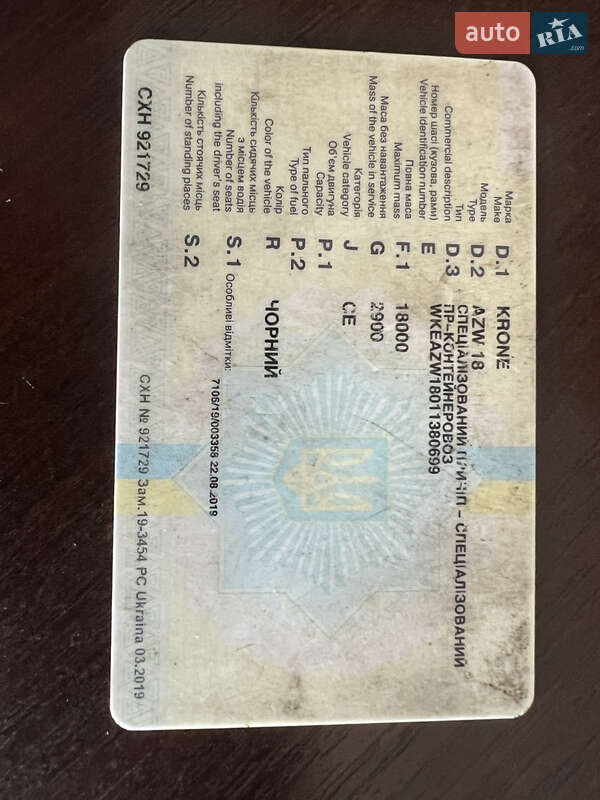 auto RIA .com
Марка
Make
D.1 KRONE
Модель
Type
D.2 AZW 18
Тип
Commercial description
D.3 СПЕЦІАЛІЗОВАНИЙ ПРИЧІП – СПЕЦІАЛІЗОВАНИЙ
ПР-КОНТЕЙНЕРОВОЗ
Номер шасі (кузова, рами)
Vehicle identification number
E WKEAZW18011380699
Повна маса
Maximum mass
F.1 18000
Маса без навантаження
Mass of the vehicle in service
G 2900
Категорія
Vehicle category
J CE
Об'єм двигуна
Capacity
P.1
Тип пального
Type of fuel
P.2
Колір
Color of the vehicle
R ЧОРНИЙ
Кількість сидячих місць
з місцем водія
Number of seats
including the driver's seat
S.1 Особливі відмітки:
Кількість стоячих місць
Number of standing places
S.2
7106/19/003358 22.08.2019
СХН 921729
СХН № 921729 Зам.19-3454 PC Ukraina 03.2019